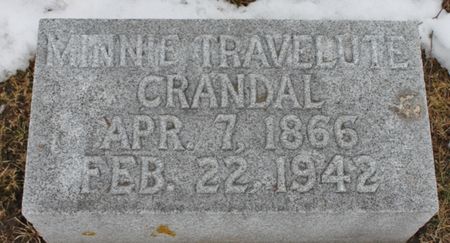 MINNIE TRAVELUTE
CRANDAL
APR. 7, 1866
FEB. 22, 1942